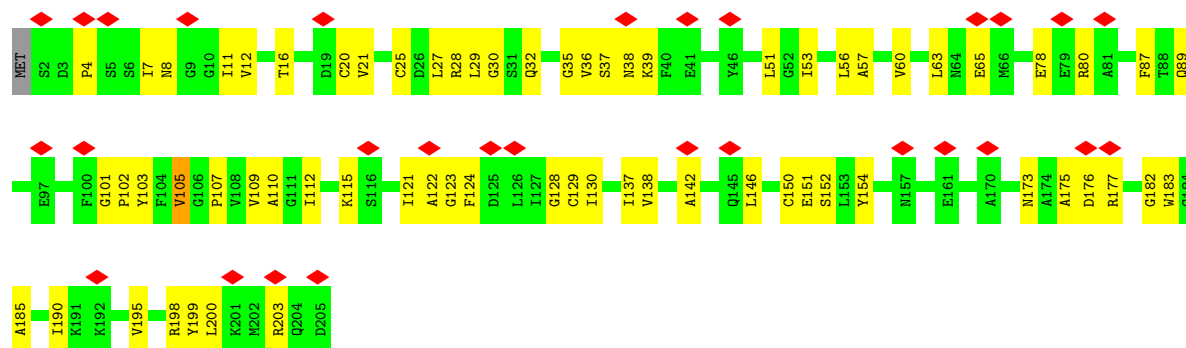 MET S2 D3 P4 S5 S6 I7 N8 G9 G10 I11 V12 T16 D19 C20 V21 C25 D26 L27 R28 L29 G30 S31 Q32 G35 V36 S37 N38 K39 F40 E41 Y46 L51 G52 I53 L56 A57 V60 L63 N64 E65 M66 E78 E79 R80 A81 F87 T88 Q89
E97 F100 G101 P102 Y103 F104 V105 G106 P107 V108 V109 A110 G111 I112 K115 S116 I121 A122 G123 F124 D125 L126 I127 G128 C129 I130 I137 V138 A142 Q145 L146 C150 E151 S152 L153 Y154 N157 E161 A170 N173 A174 A175 D176 R177 G182 W183
A185 I190 K191 K192 V195 R198 Y199 L200 K201 M202 R203 Q204 D205